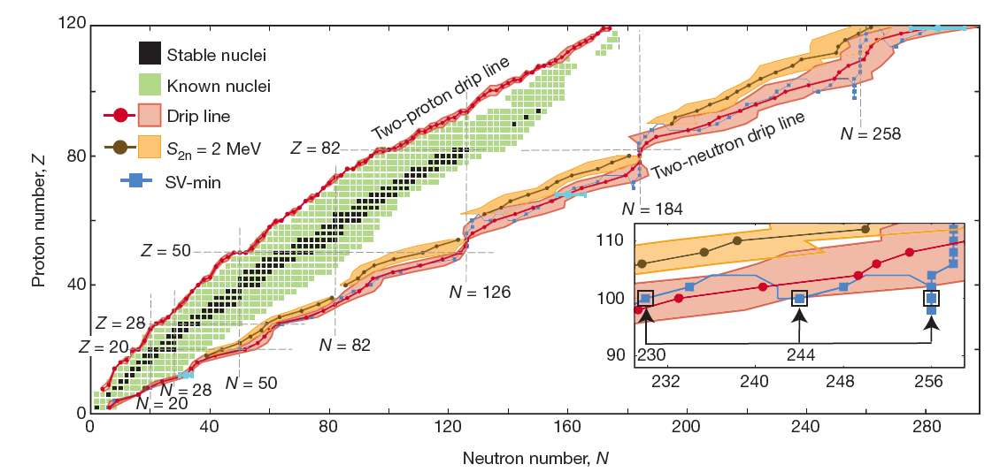 120
80
40
0
0
40
80
120
160
200
240
280
Proton number, Z
Neutron number, N
Stable nuclei
Known nuclei
Drip line
S2n = 2 MeV
SV-min
Two-proton drip line
Two-neutron drip line
Z = 82
Z = 50
Z = 28
Z = 20
N = 20
N = 28
N = 50
N = 82
N = 126
N = 184
N = 258
110
100
90
230
244
256
232
240
248